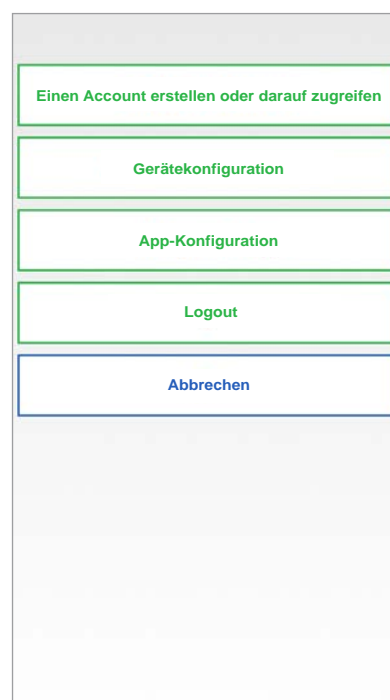 Einen Account erstellen oder darauf zugreifen
Gerätekonfiguration
App-Konfiguration
Logout
Abbrechen